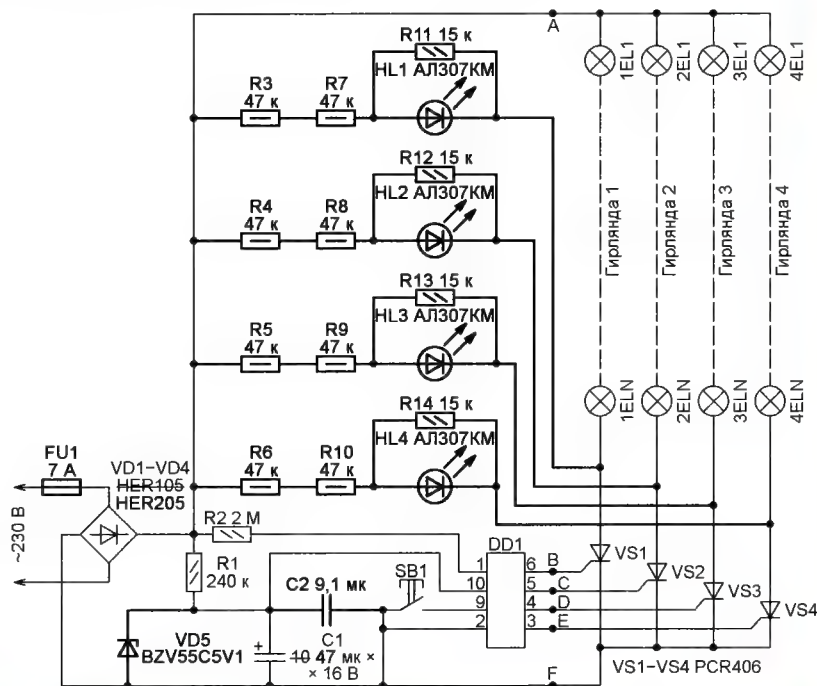 A
R11 15 к
HL1 АЛ307КМ
R3
47 к
R7
47 к
R12 15 к
HL2 АЛ307КМ
R4
47 к
R8
47 к
R13 15 к
HL3 АЛ307КМ
R5
47 к
R9
47 к
R14 15 к
HL4 АЛ307КМ
R6
47 к
R10
47 к
1EL1
2EL1
3EL1
4EL1
Гирлянда 1
Гирлянда 2
Гирлянда 3
Гирлянда 4
1ELN
2ELN
3ELN
4ELN
FU1
7 А
VD1–VD4
HER105
HER205
~230 В
R2 2 М
R1
240 к
C2 9,1 мк
SB1
DD1
1
10
9
2
6
5
4
3
B
C
D
E
F
VS1
VS2
VS3
VS4
VD5
BZV55C5V1
+
C1
10 47 мк ×
× 16 В
VS1–VS4 PCR406